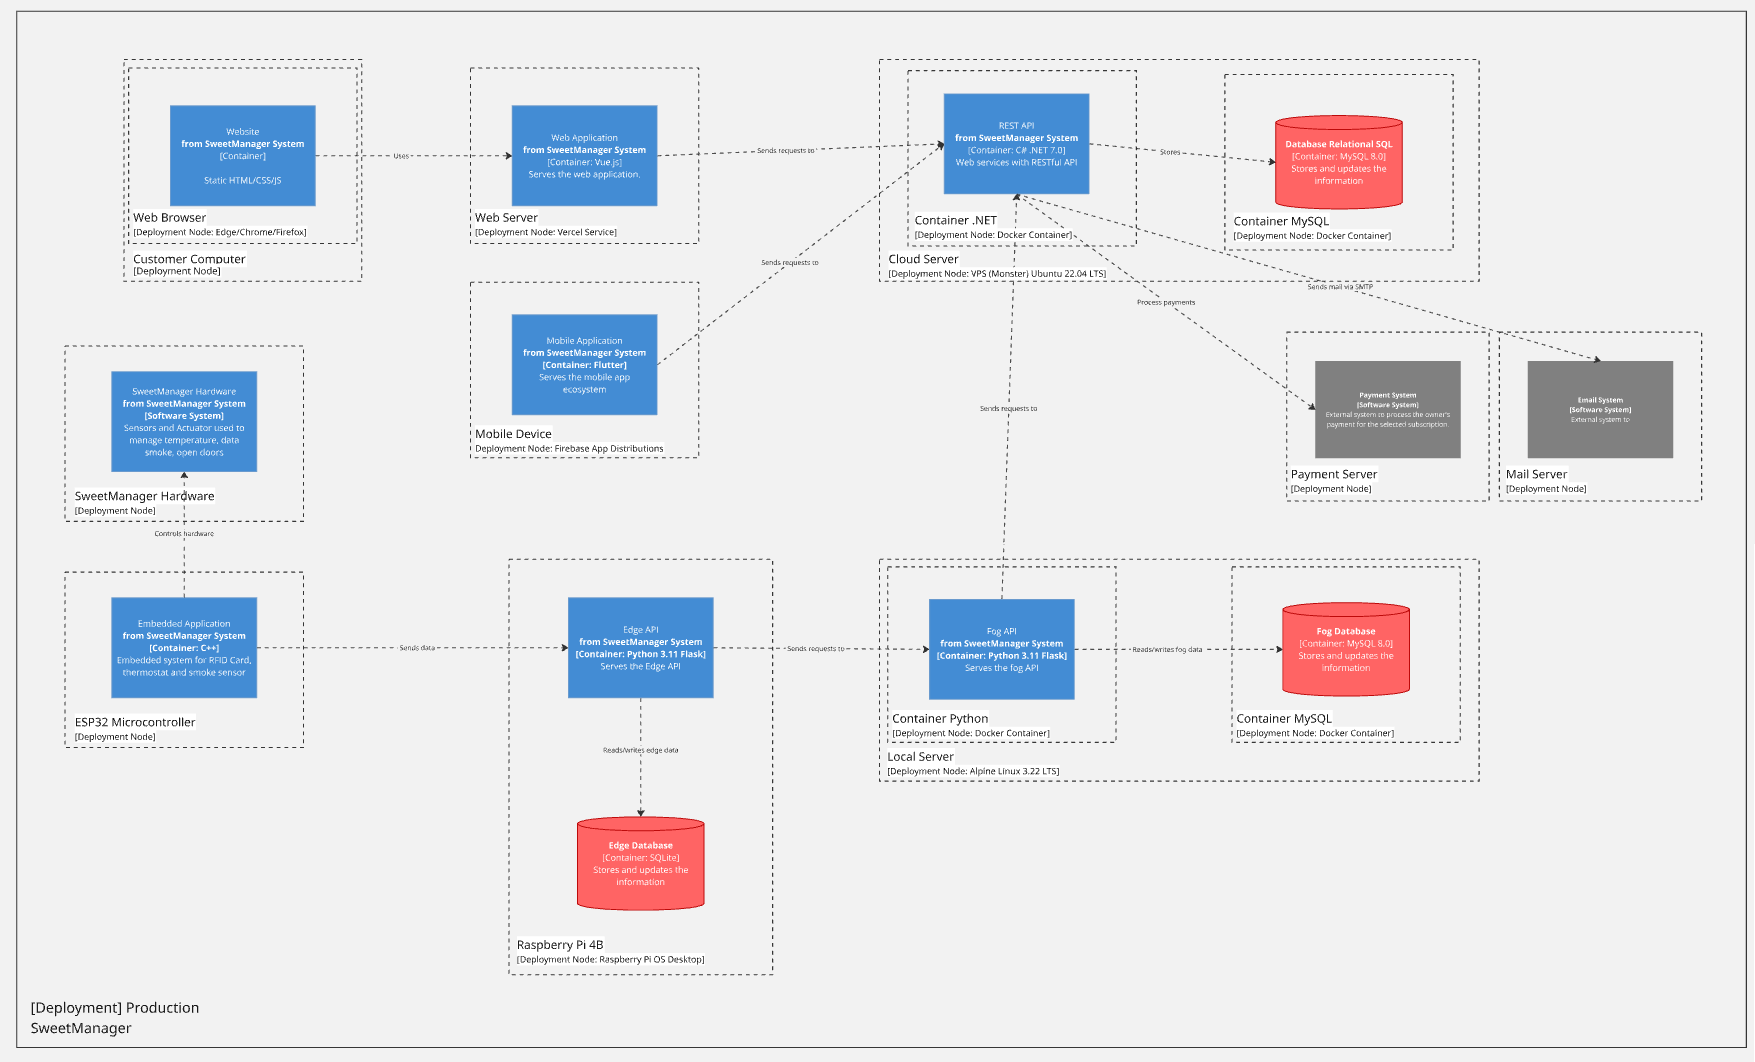 Website
from SweetManager System
[Container]
Static HTML/CSS/JS
Web Browser
[Deployment Node: Edge/Chrome/Firefox]
Customer Computer
[Deployment Node]
Uses
Web Application
from SweetManager System
[Container: Vue.js]
Serves the web application.
Web Server
[Deployment Node: Vercel Service]
Sends requests to
REST API
from SweetManager System
[Container: C# .NET 7.0]
Web services with RESTful API
Container .NET
[Deployment Node: Docker Container]
Stores
Database Relational SQL
[Container: MySQL 8.0]
Stores and updates the
information
Container MySQL
[Deployment Node: Docker Container]
Cloud Server
[Deployment Node: VPS (Monster) Ubuntu 22.04 LTS]
Sends requests to
Mobile Application
from SweetManager System
[Container: Flutter]
Serves the mobile app
ecosystem
Mobile Device
Deployment Node: Firebase App Distributions
Process payments
Sends mail via SMTP
Payment System
[Software System]
External system to process the owner's
payment for the selected subscription.
Payment Server
[Deployment Node]
Email System
[Software System]
External system to
Mail Server
[Deployment Node]
SweetManager Hardware
from SweetManager System
[Software System]
Sensors and Actuator used to
manage temperature, data
smoke, open doors
SweetManager Hardware
[Deployment Node]
Controls hardware
Sends requests to
Embedded Application
from SweetManager System
[Container: C++]
Embedded system for RFID Card,
thermostat and smoke sensor
ESP32 Microcontroller
[Deployment Node]
Sends data
Edge API
from SweetManager System
[Container: Python 3.11 Flask]
Serves the Edge API
Reads/writes edge data
Edge Database
[Container: SQLite]
Stores and updates the
information
Raspberry Pi 4B
[Deployment Node: Raspberry Pi OS Desktop]
Sends requests to
Fog API
from SweetManager System
[Container: Python 3.11 Flask]
Serves the fog API
Container Python
[Deployment Node: Docker Container]
Reads/writes fog data
Fog Database
[Container: MySQL 8.0]
Stores and updates the
information
Container MySQL
[Deployment Node: Docker Container]
Local Server
[Deployment Node: Alpine Linux 3.22 LTS]
[Deployment] Production
SweetManager